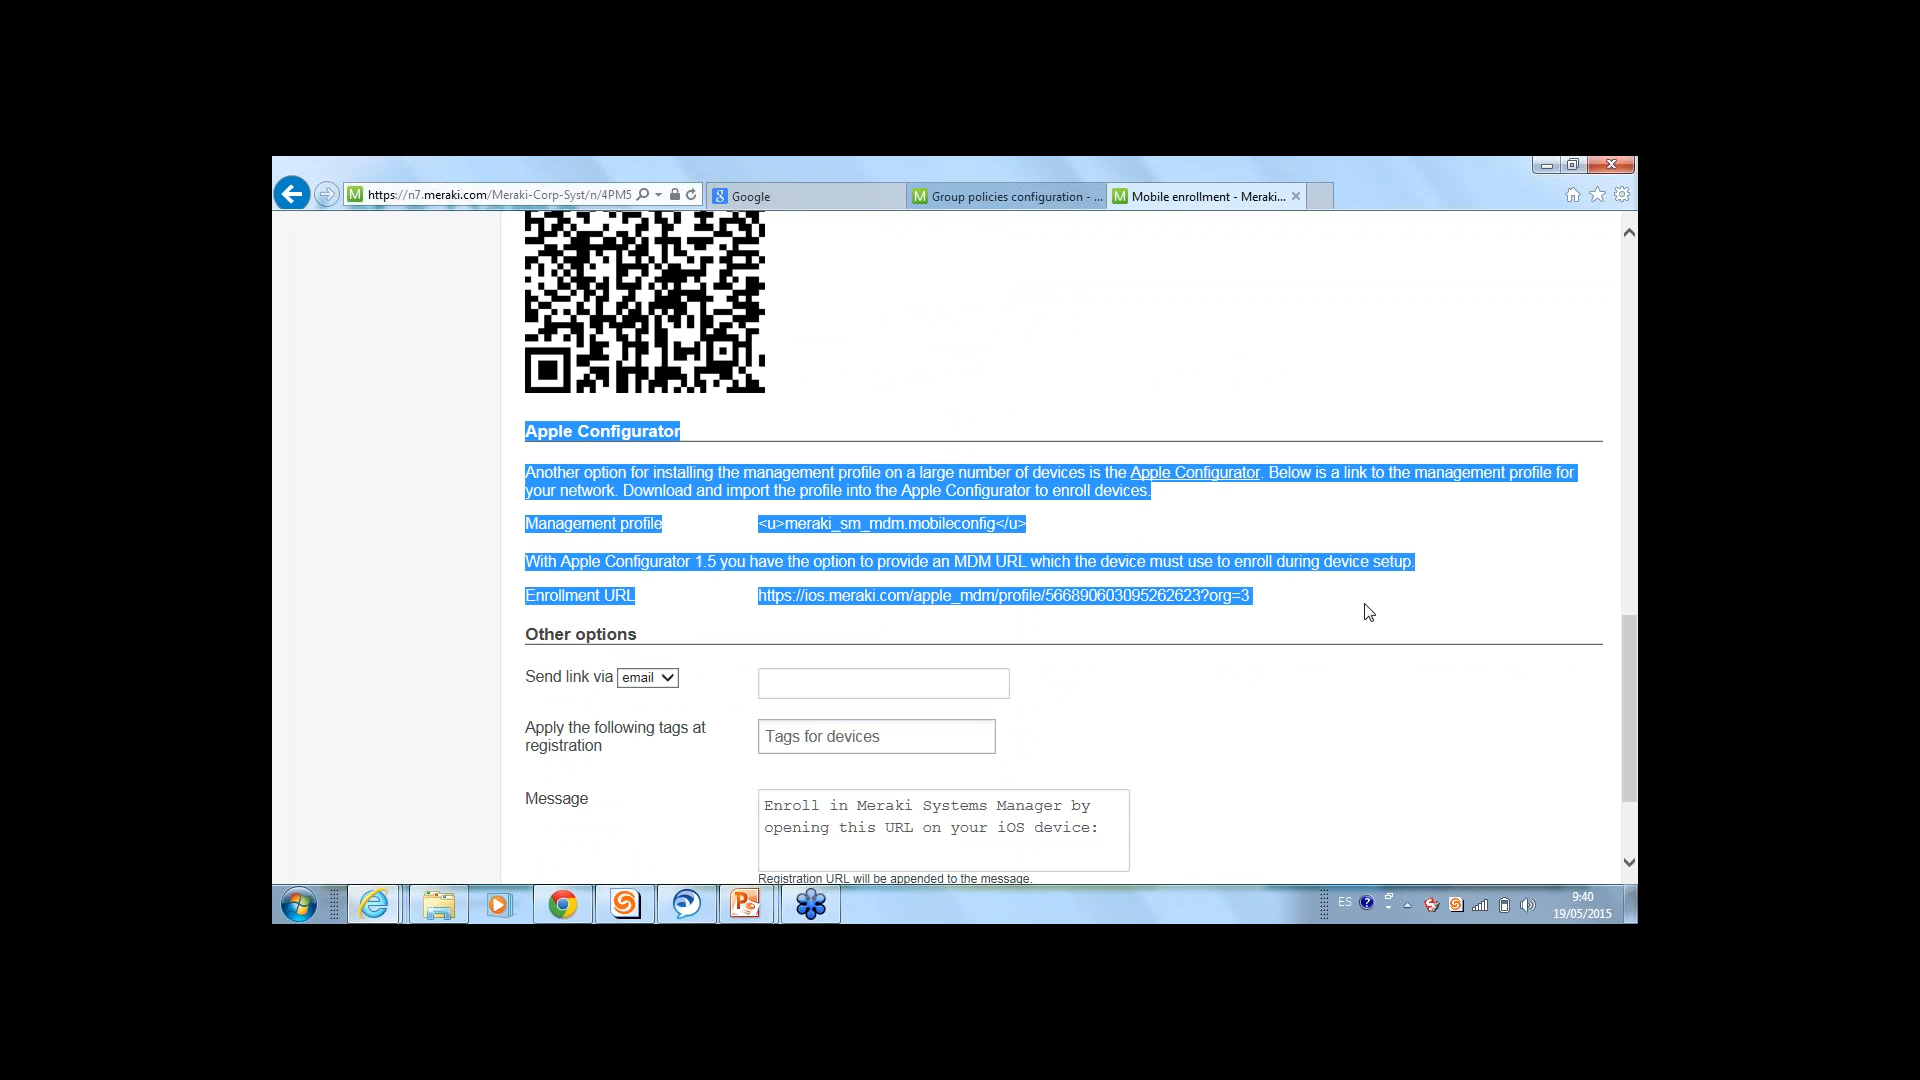 https://n7.meraki.com/Meraki-Corp-Syst/n/4PM5
Google
Group policies configuration - ...
Mobile enrollment - Meraki...
Apple Configurator
Another option for installing the management profile on a large number of devices is the Apple Configurator. Below is a link to the management profile for
your network. Download and import the profile into the Apple Configurator to enroll devices.
Management profile <u>meraki_sm_mdm.mobileconfig</u>
With Apple Configurator 1.5 you have the option to provide an MDM URL which the device must use to enroll during device setup.
Enrollment URL https://ios.meraki.com/apple_mdm/profile/566890603095262623?org=3
Other options
Send link via email
Apply the following tags at
registration
Tags for devices
Message
Enroll in Meraki Systems Manager by
opening this URL on your iOS device:
Registration URL will be appended to the message.
ES
9:40
19/05/2015